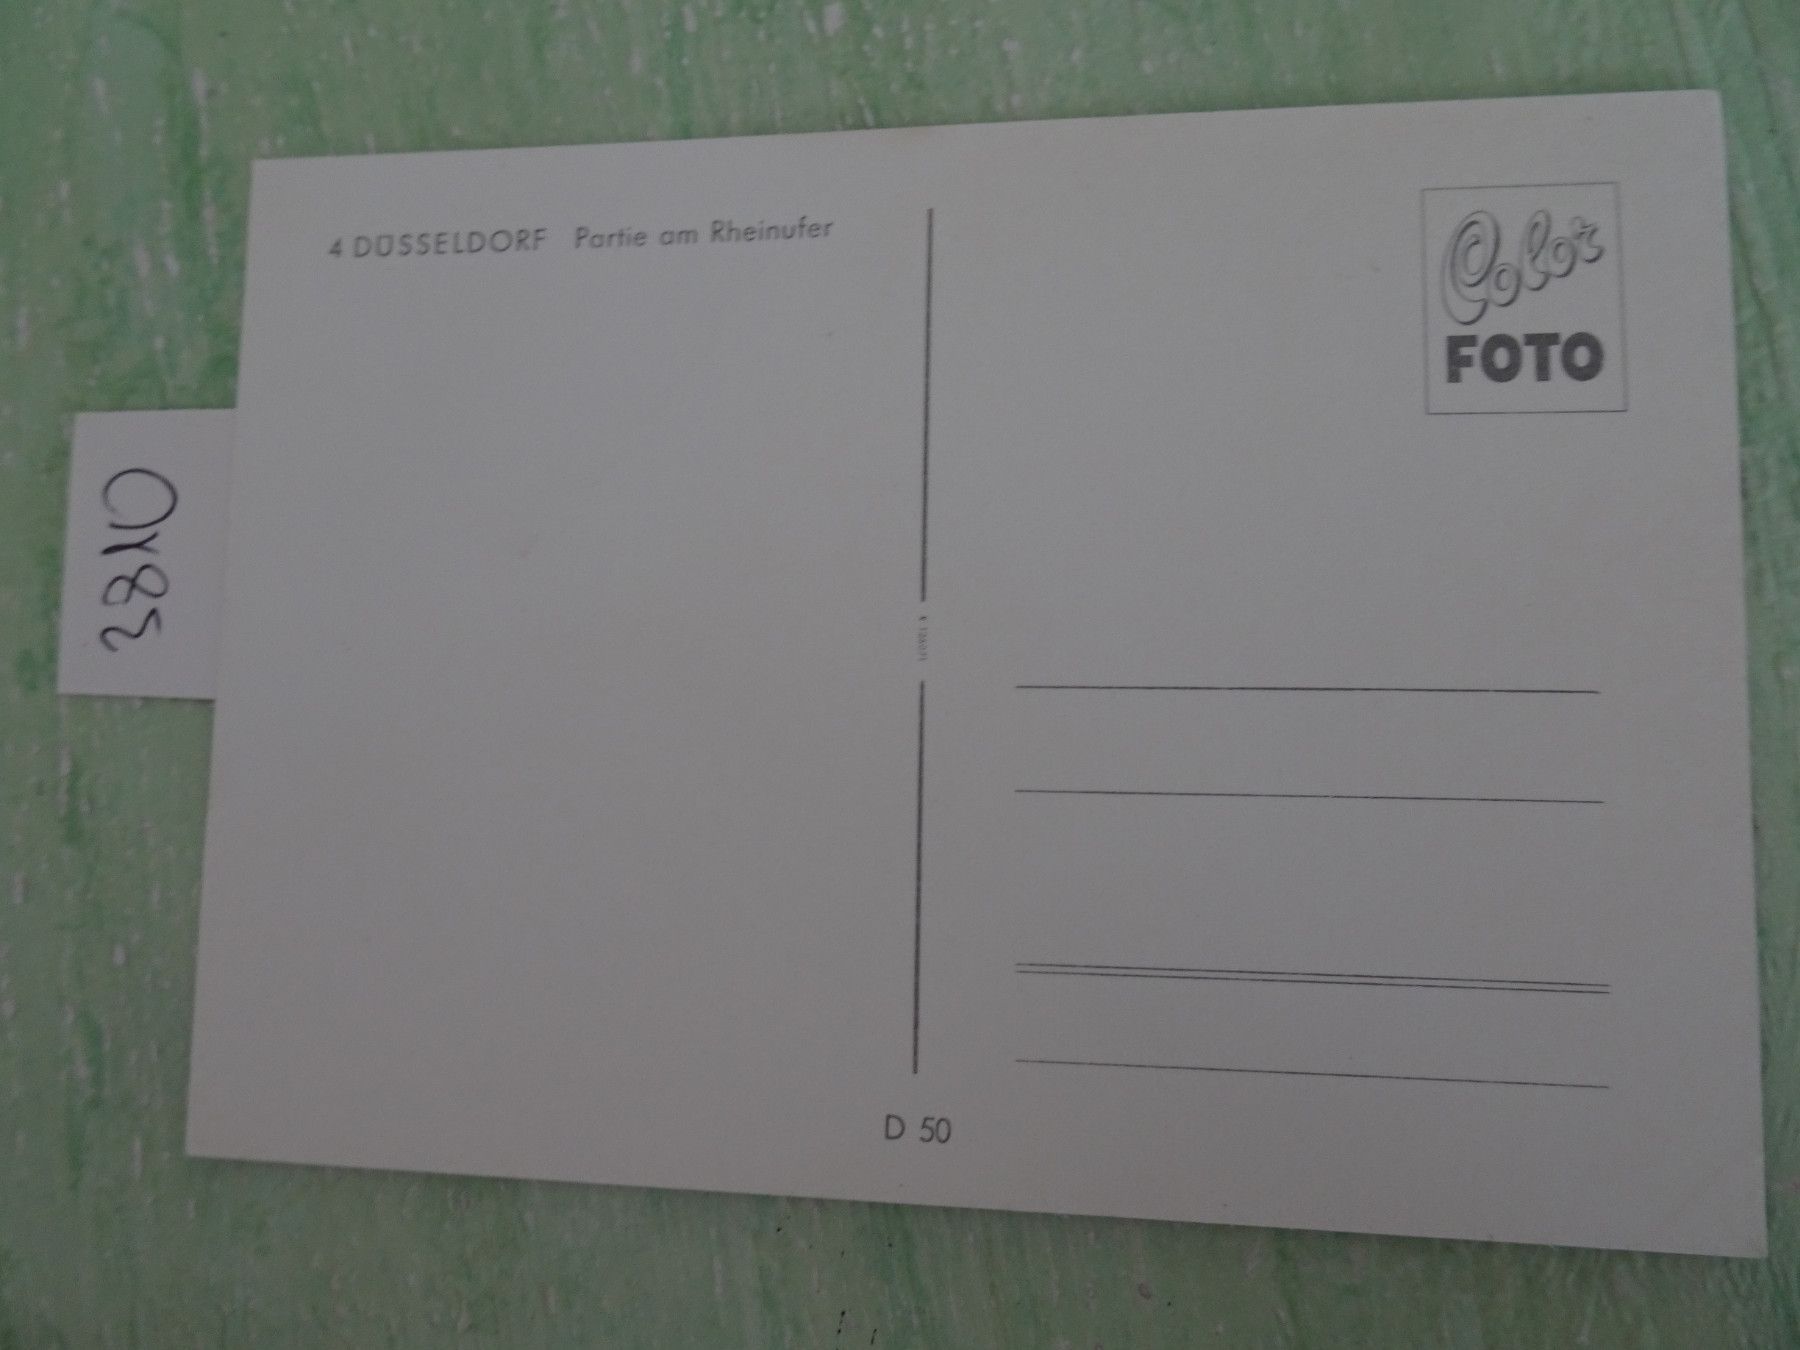 4 DÜSSELDORF Partie am Rheinufer
Color
FOTO
3810
D 50